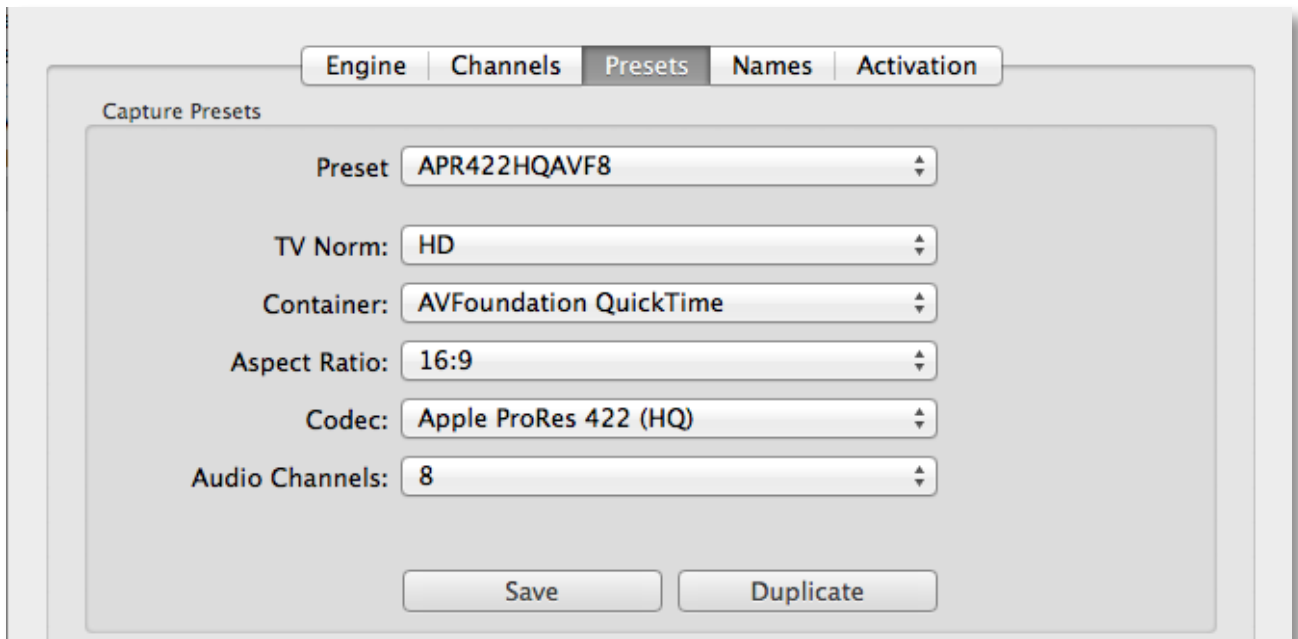 Engine Channels Presets Names Activation
Capture Presets
Preset APR422HQAVF8
TV Norm: HD
Container: AVFoundation QuickTime
Aspect Ratio: 16:9
Codec: Apple ProRes 422 (HQ)
Audio Channels: 8
Save Duplicate